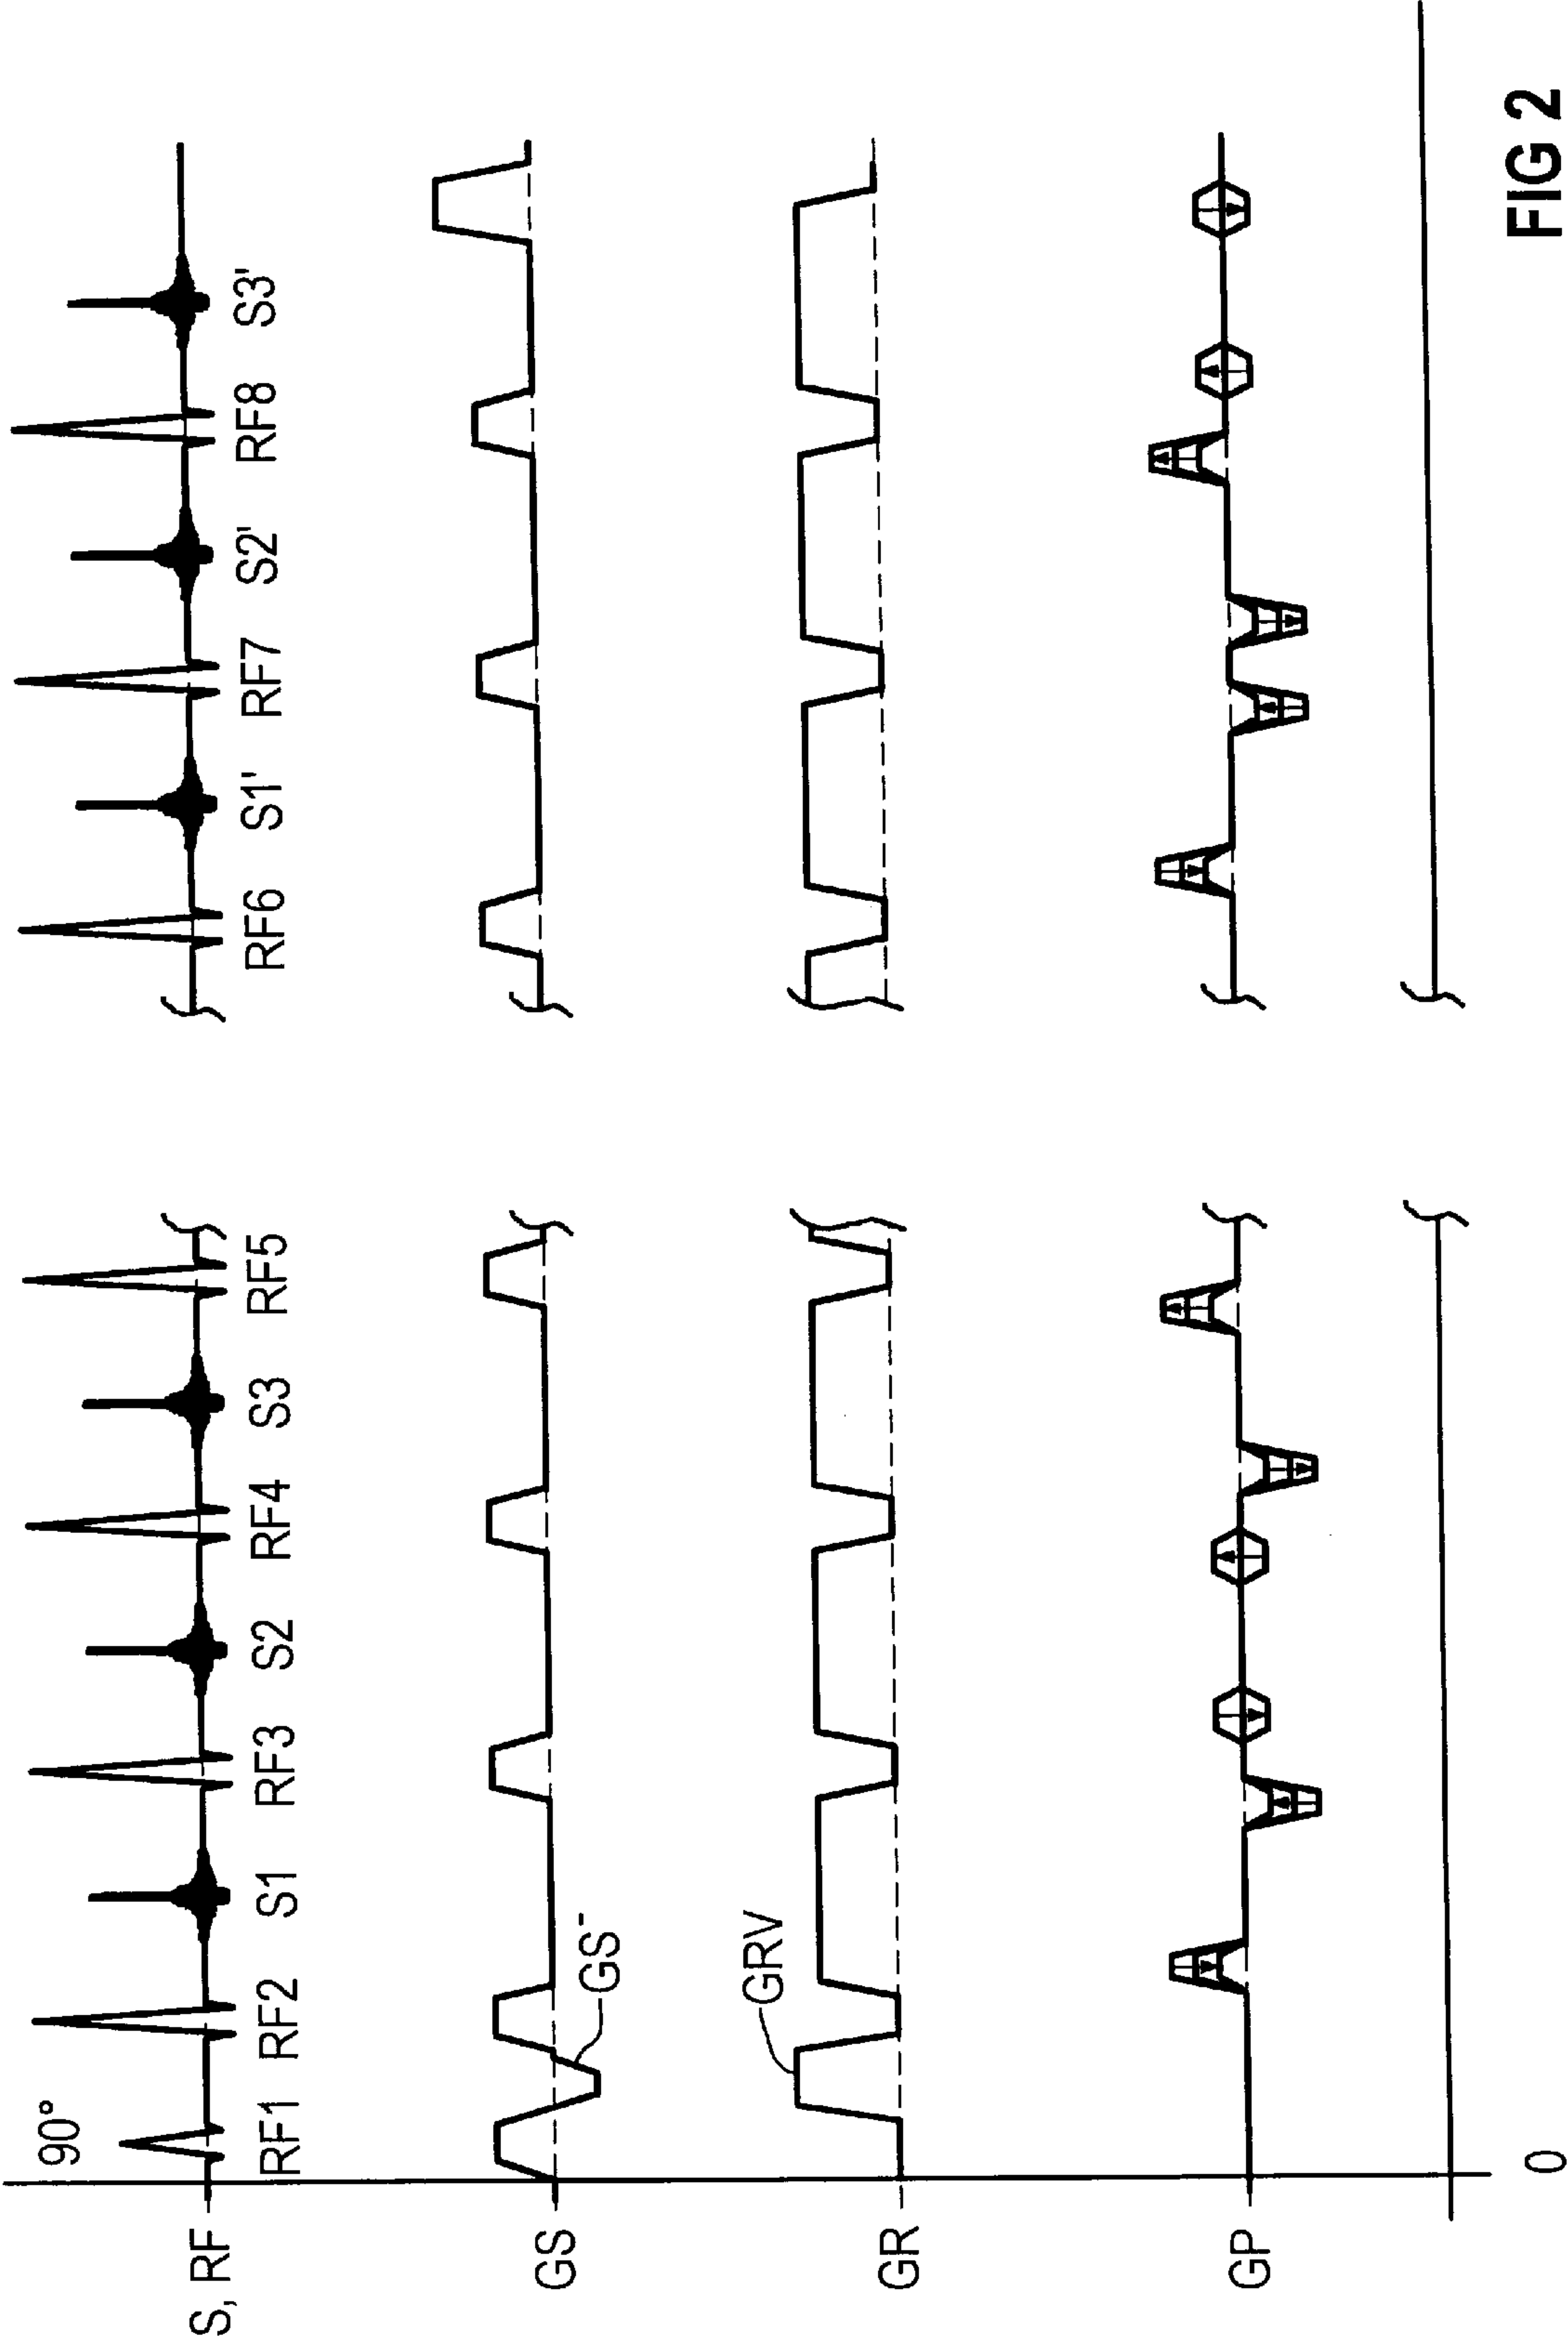 90°
S, RF
RF1 RF2 S1 RF3 S2 RF4 S3 RF5 RF6 S1' RF7 S2' RF8 S3'
GS
GS⁻
GRV
GR
GP
0
FIG 2